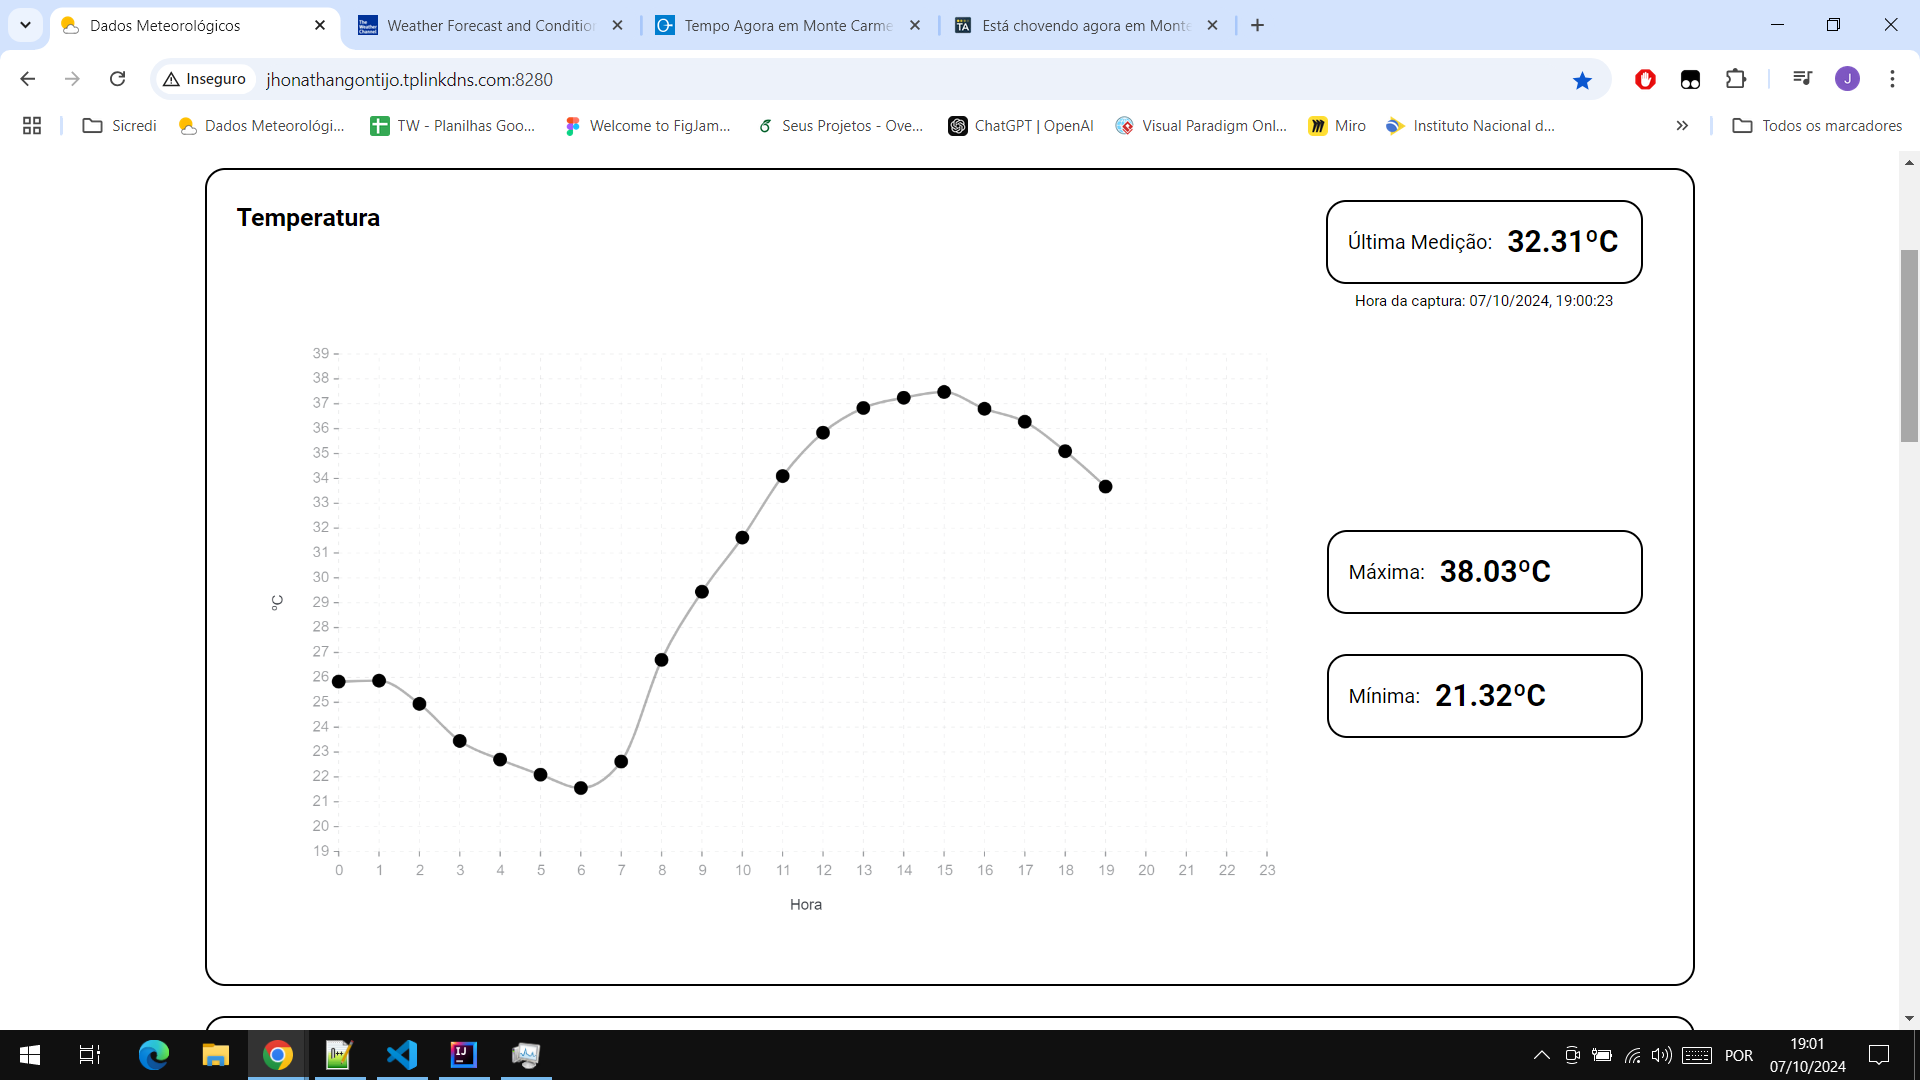 Dados Meteorológicos
Weather Forecast and Conditio
Tempo Agora em Monte Carme
Está chovendo agora em Monte
Inseguro
jhonathangontijo.tplinkdns.com:8280
J
Sicredi
Dados Meteorológi...
TW - Planilhas Goo...
Welcome to FigJam...
Seus Projetos - Ove...
ChatGPT | OpenAI
Visual Paradigm Onl...
Miro
Instituto Nacional d...
Todos os marcadores
Temperatura
Última Medição: 32.31°C
Hora da captura: 07/10/2024, 19:00:23
39
38
37
36
35
34
33
32
31
30
29
28
27
26
25
24
23
22
21
20
19
°C
0 1 2 3 4 5 6 7 8 9 10 11 12 13 14 15 16 17 18 19 20 21 22 23
Hora
Máxima: 38.03°C
Mínima: 21.32°C
POR
19:01
07/10/2024